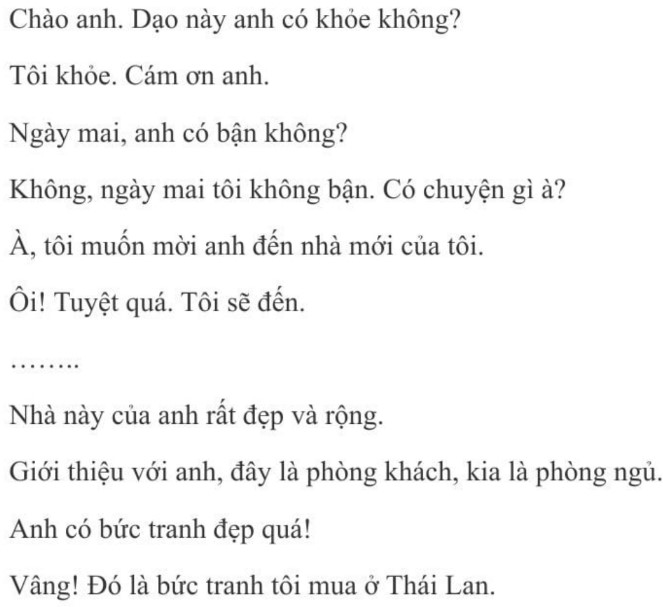 Chào anh. Dạo này anh có khỏe không?
Tôi khỏe. Cám ơn anh.
Ngày mai, anh có bận không?
Không, ngày mai tôi không bận. Có chuyện gì à?
À, tôi muốn mời anh đến nhà mới của tôi.
Ôi! Tuyệt quá. Tôi sẽ đến.
........
Nhà này của anh rất đẹp và rộng.
Giới thiệu với anh, đây là phòng khách, kia là phòng ngủ.
Anh có bức tranh đẹp quá!
Vâng! Đó là bức tranh tôi mua ở Thái Lan.